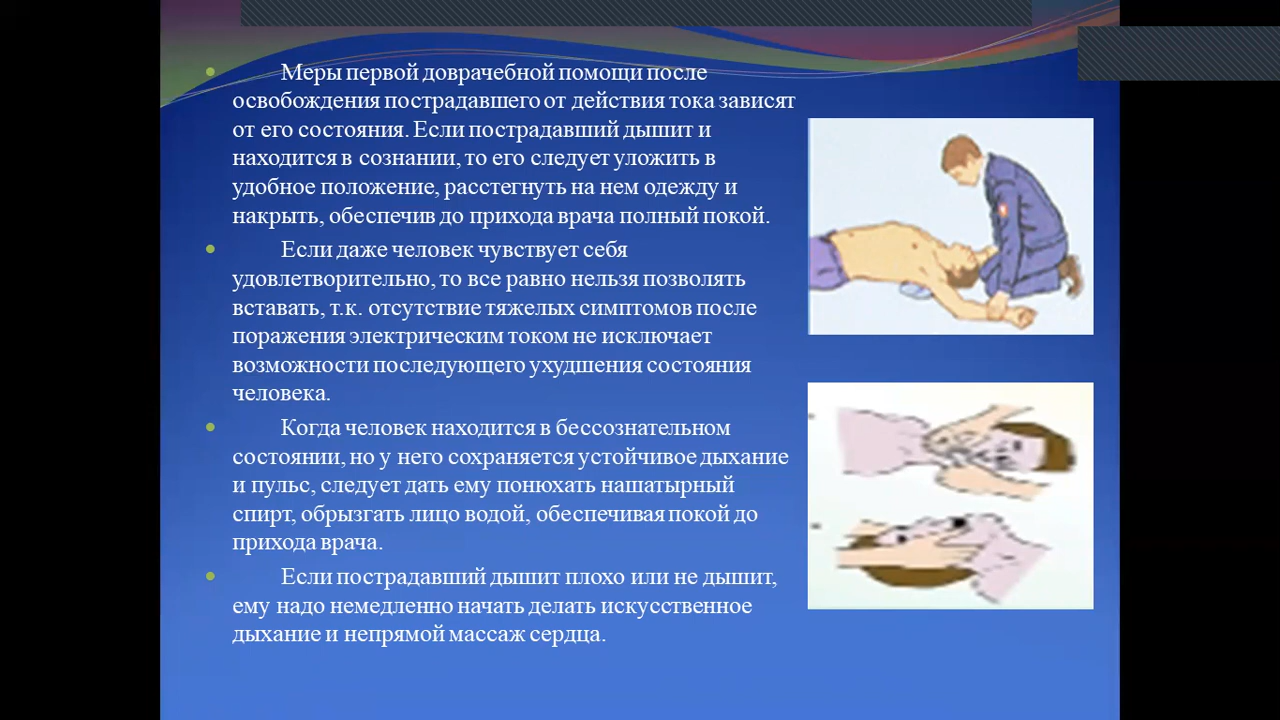 Меры первой доврачебной помощи после
освобождения пострадавшего от действия тока зависят
от его состояния. Если пострадавший дышит и
находится в сознании, то его следует уложить в
удобное положение, расстегнуть на нем одежду и
накрыть, обеспечив до прихода врача полный покой.
Если даже человек чувствует себя
удовлетворительно, то все равно нельзя позволять
вставать, т.к. отсутствие тяжелых симптомов после
поражения электрическим током не исключает
возможности последующего ухудшения состояния
человека.
Когда человек находится в бессознательном
состоянии, но у него сохраняется устойчивое дыхание
и пульс, следует дать ему понюхать нашатырный
спирт, обрызгать лицо водой, обеспечивая покой до
прихода врача.
Если пострадавший дышит плохо или не дышит,
ему надо немедленно начать делать искусственное
дыхание и непрямой массаж сердца.